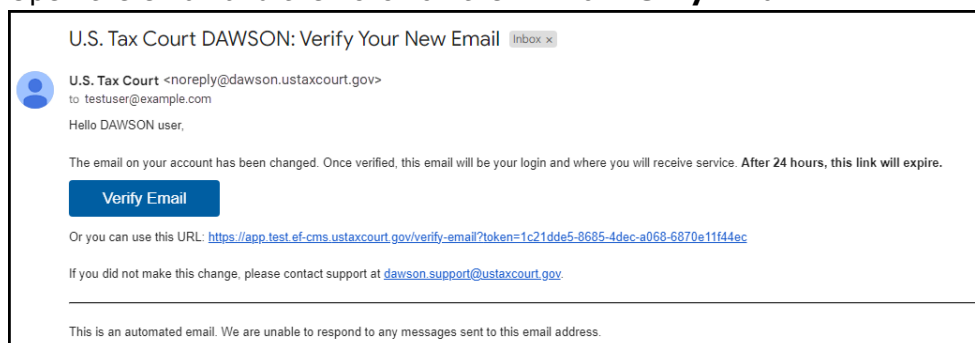 U.S. Tax Court DAWSON: Verify Your New Email Inbox ×
U.S. Tax Court <noreply@dawson.ustaxcourt.gov>
to testuser@example.com
Hello DAWSON user,
The email on your account has been changed. Once verified, this email will be your login and where you will receive service. After 24 hours, this link will expire.
Verify Email
Or you can use this URL: https://app.test.ef-cms.ustaxcourt.gov/verify-email?token=1c21dde5-8685-4dec-a068-6870e11f44ec
If you did not make this change, please contact support at dawson.support@ustaxcourt.gov.
This is an automated email. We are unable to respond to any messages sent to this email address.